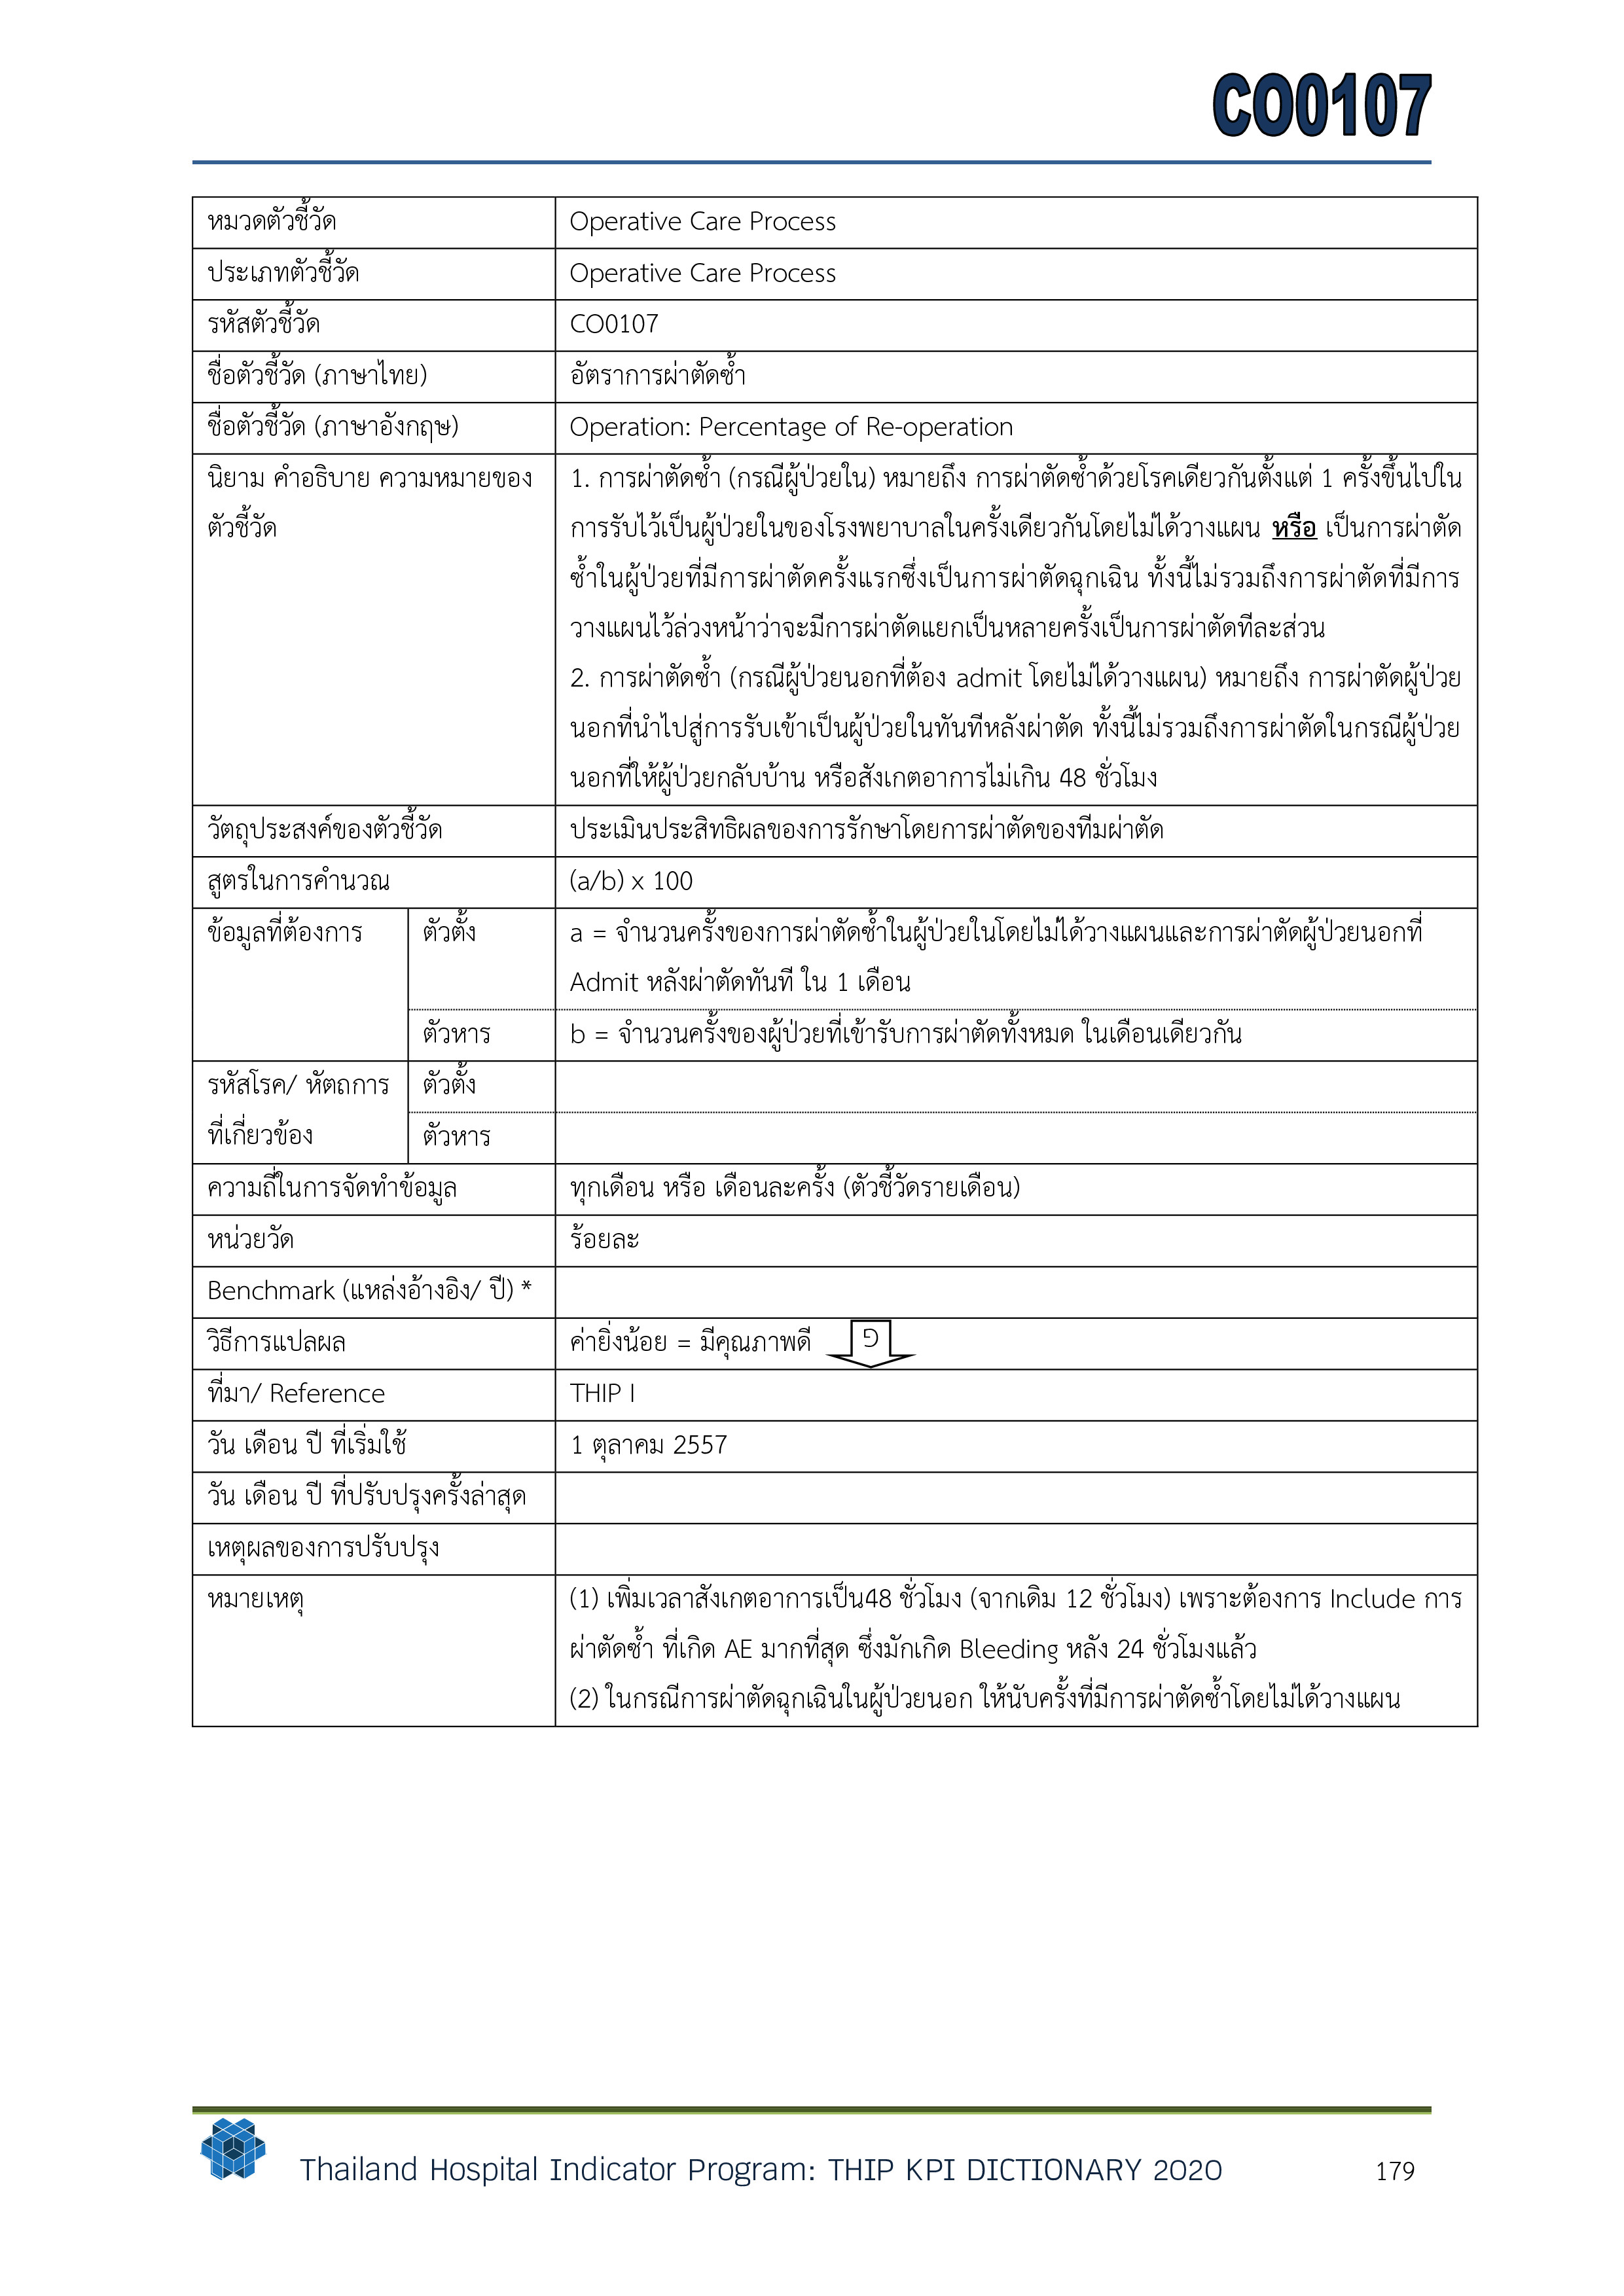 CO0107
หมวดตัวชี้วัด Operative Care Process
ประเภทตัวชี้วัด Operative Care Process
รหัสตัวชี้วัด CO0107
ชื่อตัวชี้วัด (ภาษาไทย) อัตราการผ่าตัดซ้ำ
ชื่อตัวชี้วัด (ภาษาอังกฤษ) Operation: Percentage of Re-operation
นิยาม คำอธิบาย ความหมายของ
ตัวชี้วัด
1. การผ่าตัดซ้ำ (กรณีผู้ป่วยใน) หมายถึง การผ่าตัดซ้ำด้วยโรคเดียวกันตั้งแต่ 1 ครั้งขึ้นไปใน
การรับไว้เป็นผู้ป่วยในของโรงพยาบาลในครั้งเดียวกันโดยไม่ได้วางแผน หรือ เป็นการผ่าตัด
ซ้ำในผู้ป่วยที่มีการผ่าตัดครั้งแรกซึ่งเป็นการผ่าตัดฉุกเฉิน ทั้งนี้ไม่รวมถึงการผ่าตัดที่มีการ
วางแผนไว้ล่วงหน้าว่าจะมีการผ่าตัดแยกเป็นหลายครั้งเป็นการผ่าตัดทีละส่วน
2. การผ่าตัดซ้ำ (กรณีผู้ป่วยนอกที่ต้อง admit โดยไม่ได้วางแผน) หมายถึง การผ่าตัดผู้ป่วย
นอกที่นำไปสู่การรับเข้าเป็นผู้ป่วยในทันทีหลังผ่าตัด ทั้งนี้ไม่รวมถึงการผ่าตัดในกรณีผู้ป่วย
นอกที่ให้ผู้ป่วยกลับบ้าน หรือสังเกตอาการไม่เกิน 48 ชั่วโมง
วัตถุประสงค์ของตัวชี้วัด ประเมินประสิทธิผลของการรักษาโดยการผ่าตัดของทีมผ่าตัด
สูตรในการคำนวณ (a/b) x 100
ข้อมูลที่ต้องการ ตัวตั้ง a = จำนวนครั้งของการผ่าตัดซ้ำในผู้ป่วยในโดยไม่ได้วางแผนและการผ่าตัดผู้ป่วยนอกที่
Admit หลังผ่าตัดทันที ใน 1 เดือน
ตัวหาร b = จำนวนครั้งของผู้ป่วยที่เข้ารับการผ่าตัดทั้งหมด ในเดือนเดียวกัน
รหัสโรค/ หัตถการ ตัวตั้ง
ที่เกี่ยวข้อง ตัวหาร
ความถี่ในการจัดทำข้อมูล ทุกเดือน หรือ เดือนละครั้ง (ตัวชี้วัดรายเดือน)
หน่วยวัด ร้อยละ
Benchmark (แหล่งอ้างอิง/ ปี) *
วิธีการแปลผล ค่ายิ่งน้อย = มีคุณภาพดี
ที่มา/ Reference THIP I
วัน เดือน ปี ที่เริ่มใช้ 1 ตุลาคม 2557
วัน เดือน ปี ที่ปรับปรุงครั้งล่าสุด
เหตุผลของการปรับปรุง
หมายเหตุ (1) เพิ่มเวลาสังเกตอาการเป็น48 ชั่วโมง (จากเดิม 12 ชั่วโมง) เพราะต้องการ Include การ
ผ่าตัดซ้ำ ที่เกิด AE มากที่สุด ซึ่งมักเกิด Bleeding หลัง 24 ชั่วโมงแล้ว
(2) ในกรณีการผ่าตัดฉุกเฉินในผู้ป่วยนอก ให้นับครั้งที่มีการผ่าตัดซ้ำโดยไม่ได้วางแผน
Thailand Hospital Indicator Program: THIP KPI DICTIONARY 2020 179